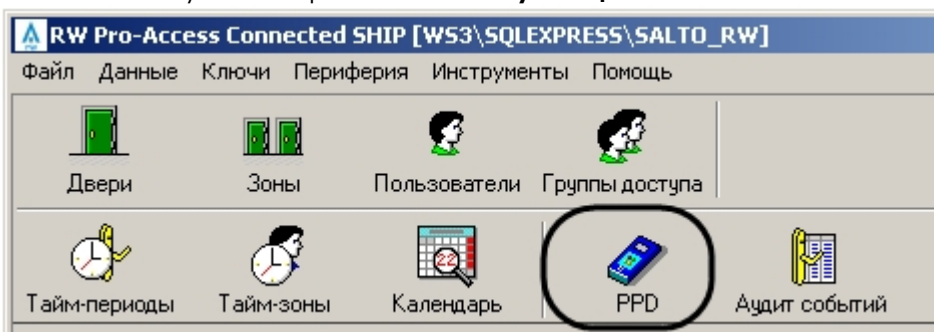 RW Pro-Access Connected SHIP [WS3\SQLEXPRESS\SALTO_RW]
Файл Данные Ключи Периферия Инструменты Помощь
Двери Зоны Пользователи Группы доступа
22
Тайм-периоды Тайм-зоны Календарь PPD Аудит событий